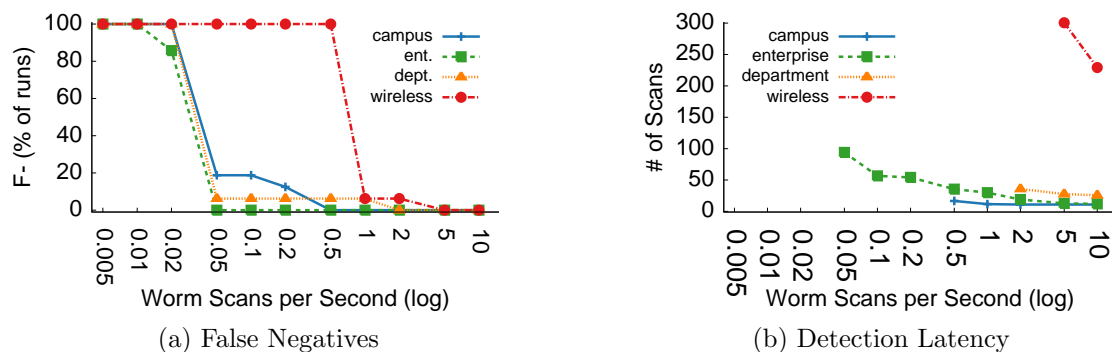 100
80
60
40
20
0
F- (% of runs)
campus
ent.
dept.
wireless
0.005
0.01
0.02
0.05
0.1
0.2
0.5
1
2
5
10
Worm Scans per Second (log)
(a) False Negatives
300
250
200
150
100
50
0
# of Scans
campus
enterprise
department
wireless
0.005
0.01
0.02
0.05
0.1
0.2
0.5
1
2
5
10
Worm Scans per Second (log)
(b) Detection Latency